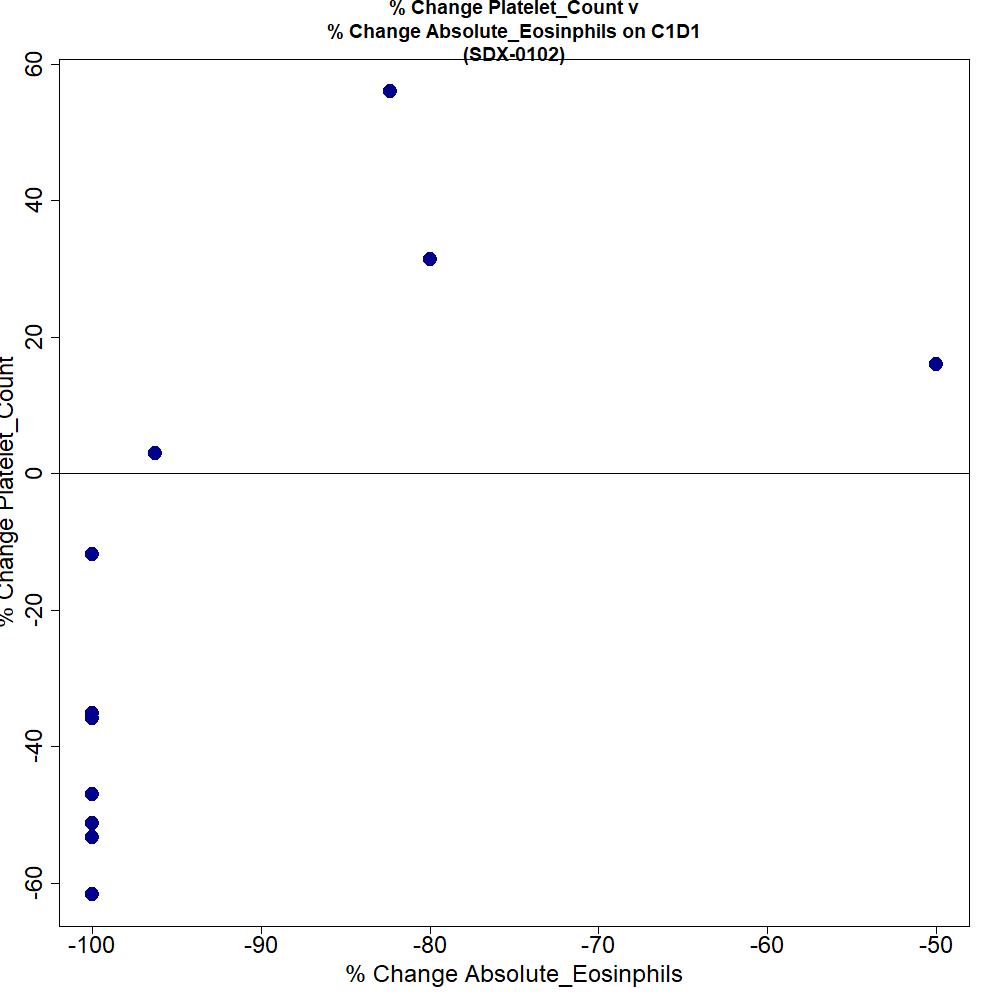 % Change Platelet_Count v
% Change Absolute_Eosinphils on C1D1
(SDX-0102)
% Change Platelet_Count
60
40
20
0
-20
-40
-60
-100
-90
-80
-70
-60
-50
% Change Absolute_Eosinphils